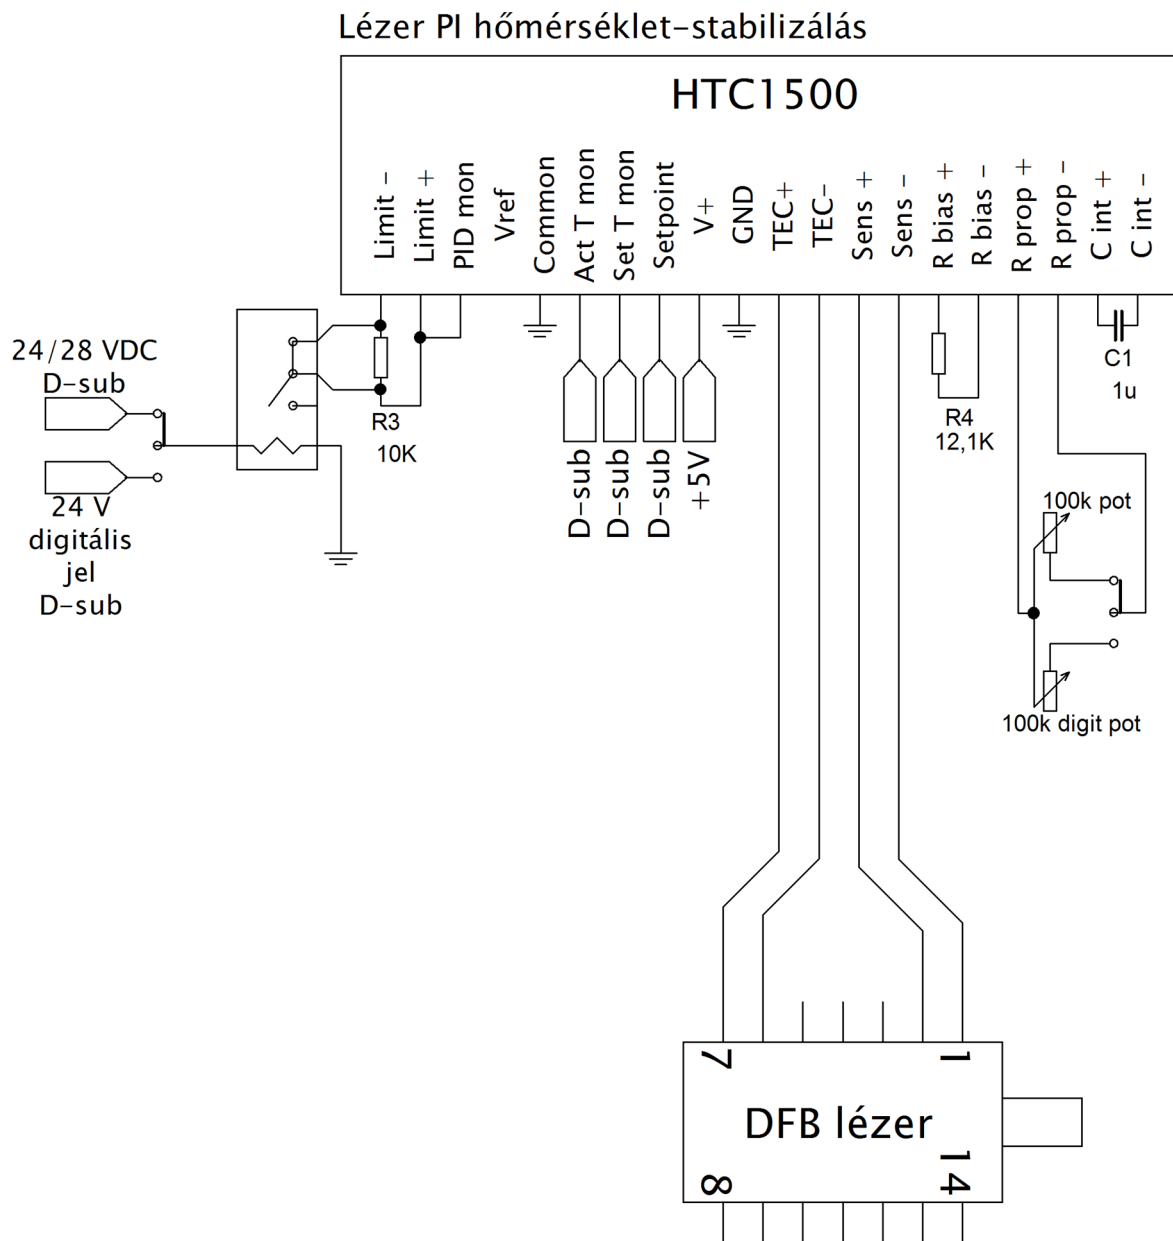 Lézer PI hőmérséklet-stabilizálás
HTC1500
Limit -
Limit +
PID mon
Vref
Common
Act T mon
Set T mon
Setpoint
V+
GND
TEC+
TEC-
Sens +
Sens -
R bias +
R bias -
R prop +
R prop -
C int +
C int -
24/28 VDC
D-sub
24 V
digitális
jel
D-sub
R3
10K
D-sub
D-sub
D-sub
+5V
R4
12,1K
C1
1u
100k pot
100k digit pot
7
1
DFB lézer
8
14